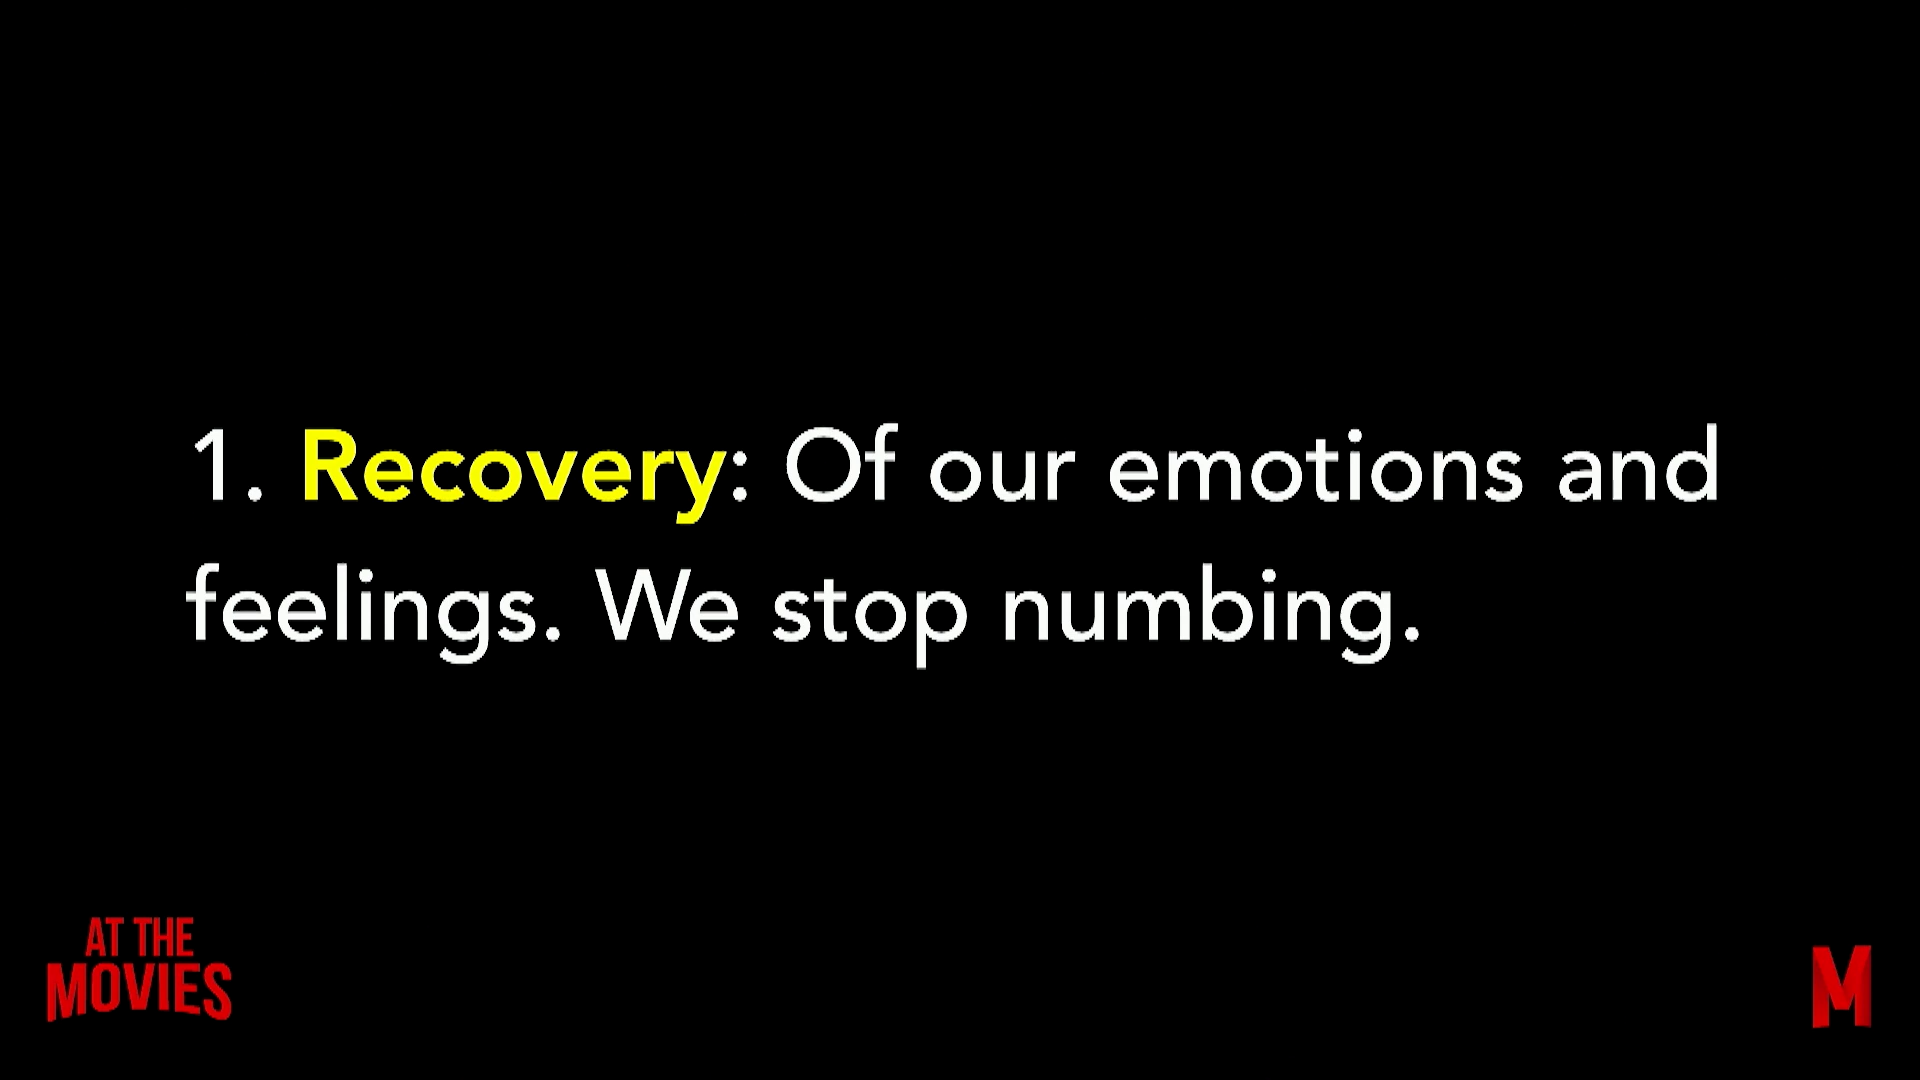 1. Recovery: Of our emotions and
feelings. We stop numbing.
AT THE
MOVIES
M